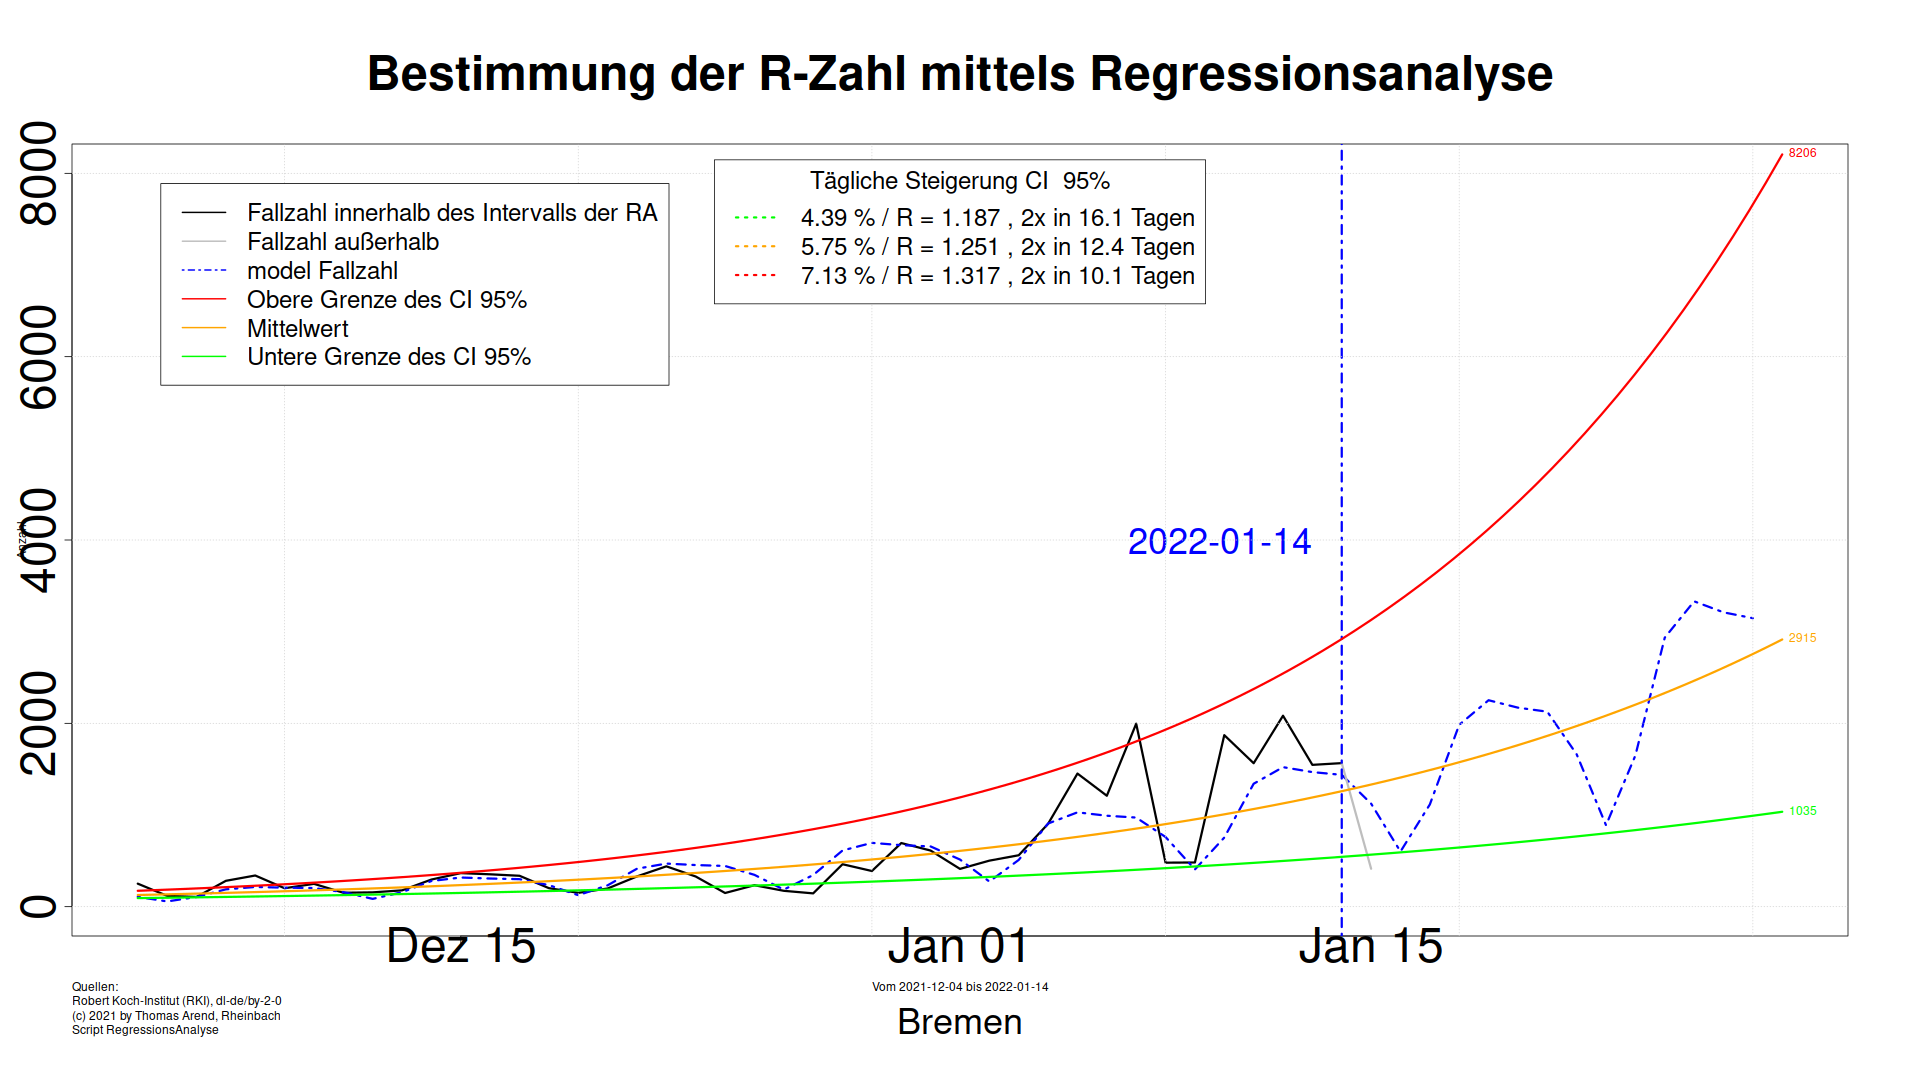 Bestimmung der R-Zahl mittels Regressionsanalyse
Anzahl
8000
6000
4000
2000
0
Fallzahl innerhalb des Intervalls der RA
Fallzahl außerhalb
model Fallzahl
Obere Grenze des CI 95%
Mittelwert
Untere Grenze des CI 95%
Tägliche Steigerung CI 95%
4.39 % / R = 1.187 , 2x in 16.1 Tagen
5.75 % / R = 1.251 , 2x in 12.4 Tagen
7.13 % / R = 1.317 , 2x in 10.1 Tagen
8206
2022-01-14
2915
1035
Dez 15
Jan 01
Jan 15
Quellen:
Robert Koch-Institut (RKI), dl-de/by-2-0
(c) 2021 by Thomas Arend, Rheinbach
Script RegressionsAnalyse
Vom 2021-12-04 bis 2022-01-14
Bremen